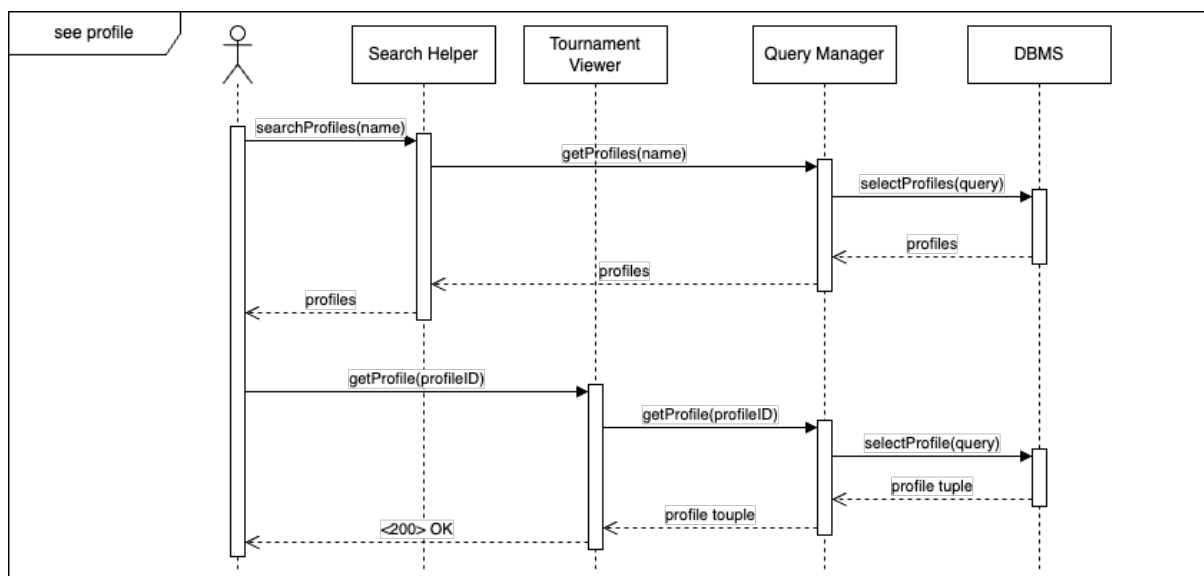 see profile
Search Helper
Tournament
Viewer
Query Manager
DBMS
searchProfiles(name)
getProfiles(name)
selectProfiles(query)
profiles
profiles
profiles
getProfile(profileID)
getProfile(profileID)
selectProfile(query)
profile tuple
profile touple
<200> OK